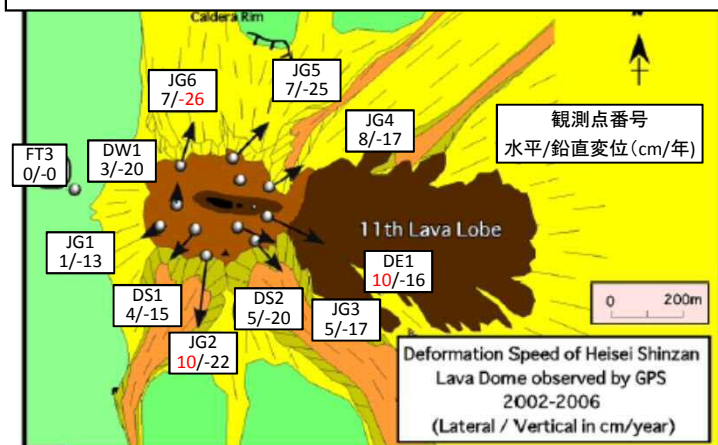 Caldera Rim
JG6
7/-26
JG5
7/-25
JG4
8/-17
観測点番号
水平/鉛直変位(cm/年)
FT3
0/-0
DW1
3/-20
11th Lava Lobe
JG1
1/-13
DE1
10/-16
DS1
4/-15
DS2
5/-20
JG3
5/-17
JG2
10/-22
0 200m
Deformation Speed of Heisei Shinzan
Lava Dome observed by GPS
2002-2006
(Lateral / Vertical in cm/year)